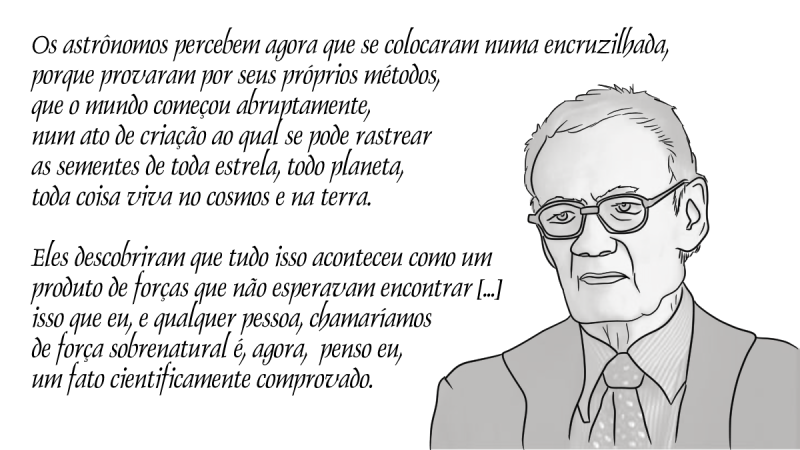 Os astrônomos percebem agora que se colocaram numa encruzilhada,
porque provaram por seus próprios métodos,
que o mundo começou abruptamente,
num ato de criação ao qual se pode rastrear
as sementes de toda estrela, todo planeta,
toda coisa viva no cosmos e na terra.
Eles descobriram que tudo isso aconteceu como um
produto de forças que não esperavam encontrar [...]
isso que eu, e qualquer pessoa, chamaríamos
de força sobrenatural é, agora, penso eu,
um fato cientificamente comprovado.